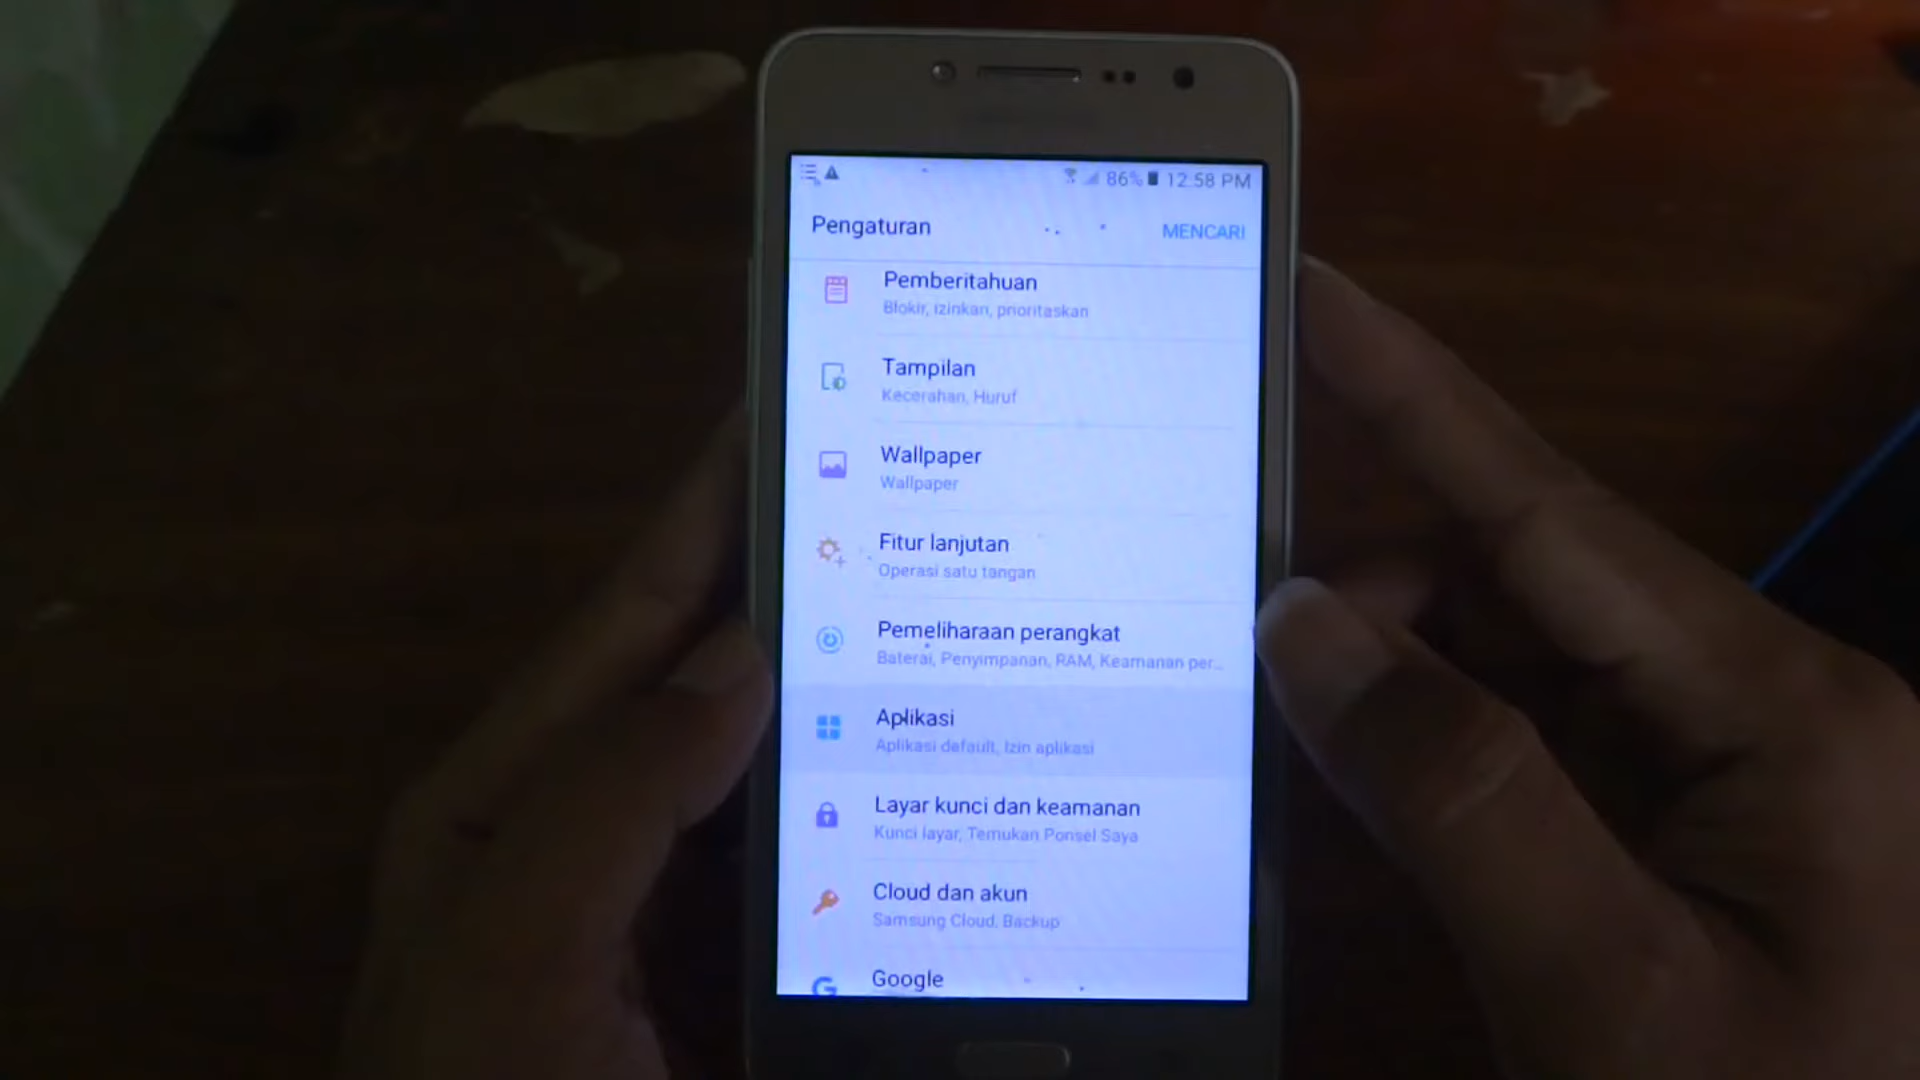 86% 12:58 PM
Pengaturan
MENCARI
Pemberitahuan
Blokir, izinkan, prioritaskan
Tampilan
Kecerahan, Huruf
Wallpaper
Wallpaper
Fitur lanjutan
Operasi satu tangan
Pemeliharaan perangkat
Baterai, Penyimpanan, RAM, Keamanan per...
Aplikasi
Aplikasi default, Izin aplikasi
Layar kunci dan keamanan
Kunci layar, Temukan Ponsel Saya
Cloud dan akun
Samsung Cloud, Backup
Google